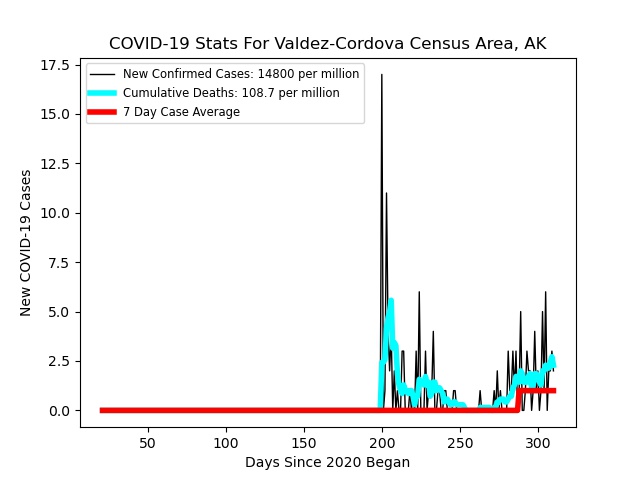 COVID-19 Stats For Valdez-Cordova Census Area, AK
New Confirmed Cases: 14800 per million
Cumulative Deaths: 108.7 per million
7 Day Case Average
New COVID-19 Cases
17.5
15.0
12.5
10.0
7.5
5.0
2.5
0.0
50 100 150 200 250 300
Days Since 2020 Began